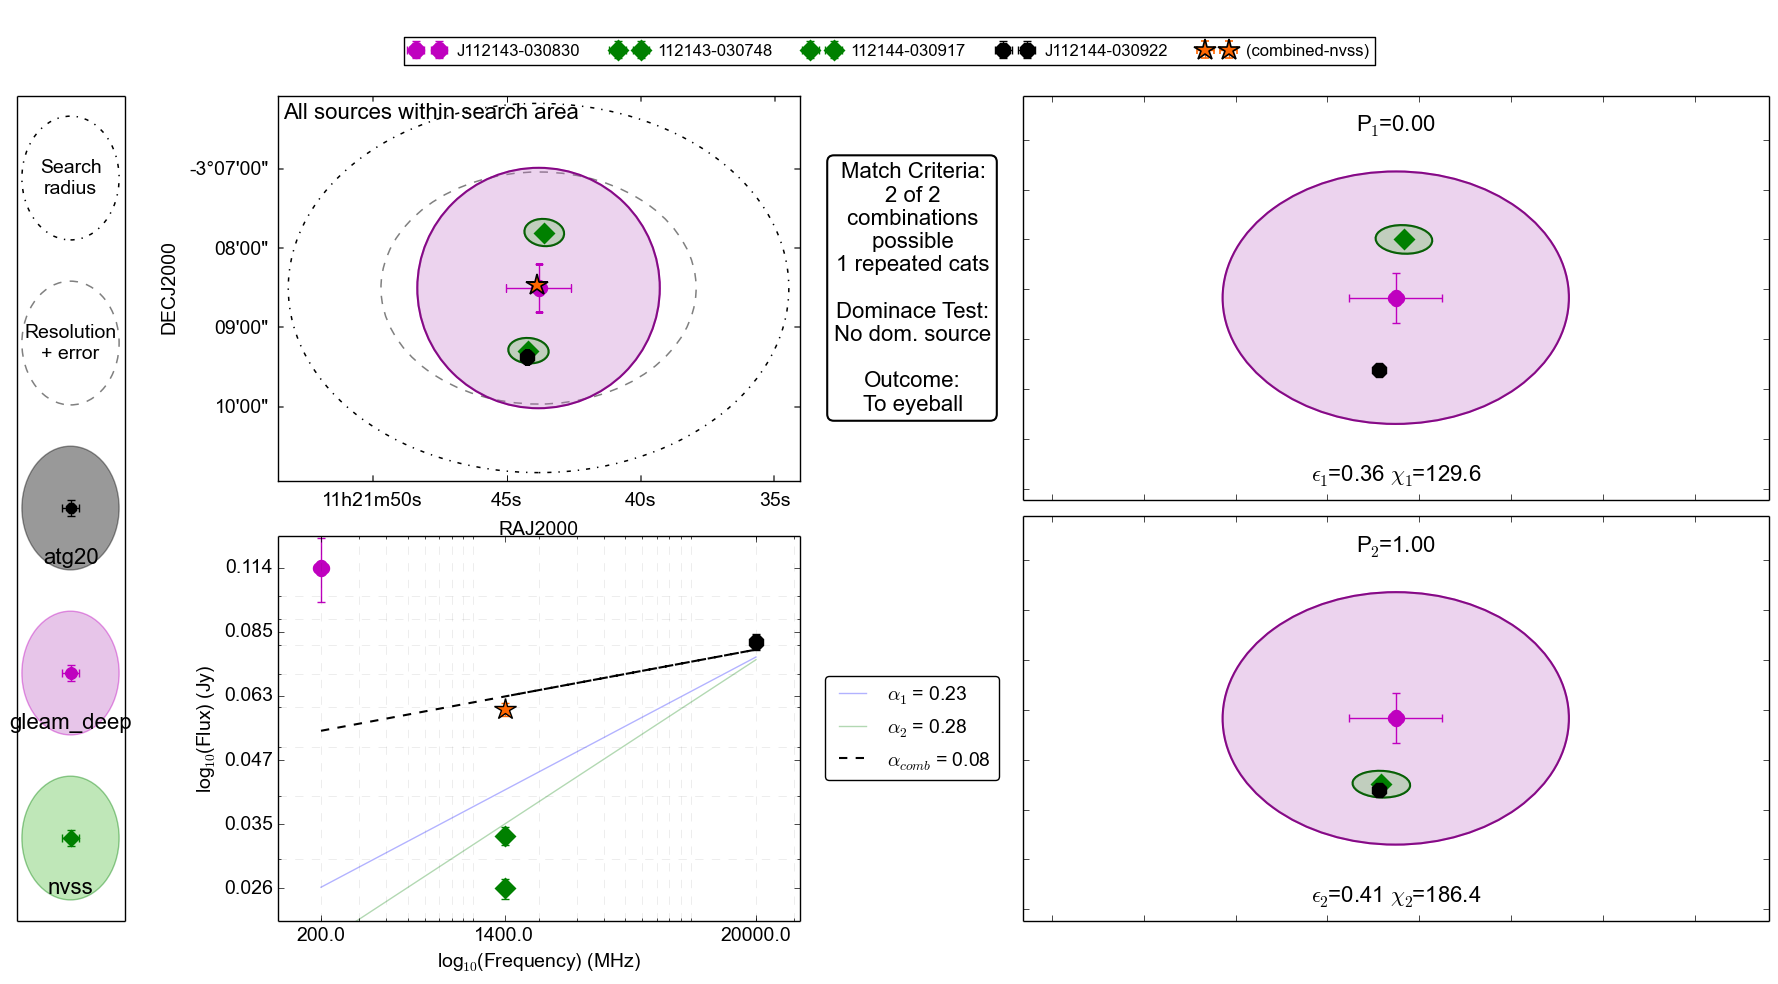 J112143-030830 112143-030748 112144-030917 J112144-030922 (combined-nvss)
Search
radius
Resolution
+ error
atg20
gleam_deep
nvss
All sources within search area
DECJ2000
-3°07'00"
08'00"
09'00"
10'00"
11h21m50s 45s 40s 35s
RAJ2000
Match Criteria:
2 of 2
combinations
possible
1 repeated cats
Dominace Test:
No dom. source
Outcome:
To eyeball
P₁=0.00
ϵ₁=0.36 χ₁=129.6
P₂=1.00
ϵ₂=0.41 χ₂=186.4
log₁₀(Flux) (Jy)
0.114
0.085
0.063
0.047
0.035
0.026
200.0 1400.0 20000.0
log₁₀(Frequency) (MHz)
α₁ = 0.23
α₂ = 0.28
α_comb = 0.08